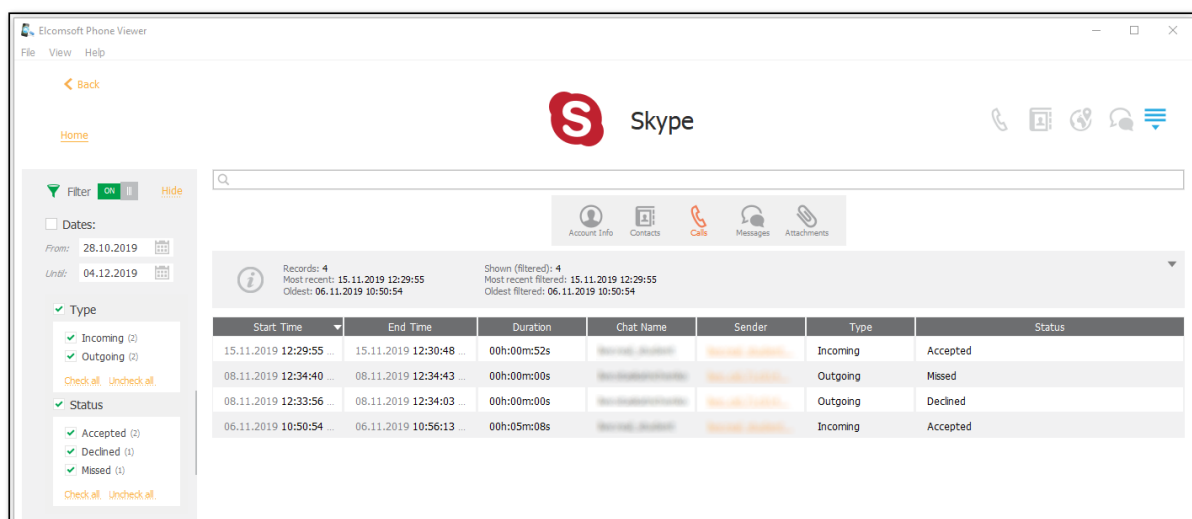 Elcomsoft Phone Viewer
File View Help
Back
Skype
Home
Filter ON Hide
Dates:
From: 28.10.2019
Until: 04.12.2019
Type
Incoming (2)
Outgoing (2)
Check all Uncheck all
Status
Accepted (2)
Declined (1)
Missed (1)
Check all Uncheck all
Account Info Contacts Calls Messages Attachments
Records: 4 Shown (filtered): 4
Most recent: 15.11.2019 12:29:55 Most recent filtered: 15.11.2019 12:29:55
Oldest: 06.11.2019 10:50:54 Oldest filtered: 06.11.2019 10:50:54
Start Time End Time Duration Chat Name Sender Type Status
15.11.2019 12:29:55 ... 15.11.2019 12:30:48 ... 00h:00m:52s Incoming Accepted
08.11.2019 12:34:40 ... 08.11.2019 12:34:43 ... 00h:00m:00s Outgoing Missed
08.11.2019 12:33:56 ... 08.11.2019 12:34:03 ... 00h:00m:00s Outgoing Declined
06.11.2019 10:50:54 ... 06.11.2019 10:56:13 ... 00h:05m:08s Incoming Accepted